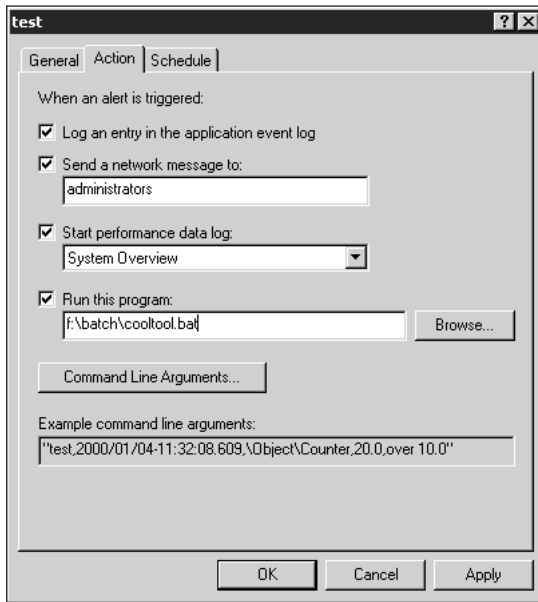 test
General Action Schedule
When an alert is triggered:
Log an entry in the application event log
Send a network message to:
administrators
Start performance data log:
System Overview
Run this program:
f:\batch\cooltool.bat
Browse...
Command Line Arguments...
Example command line arguments:
"test,2000/01/04-11:32:08.609,\Object\Counter,20.0,over 10.0"
OK Cancel Apply